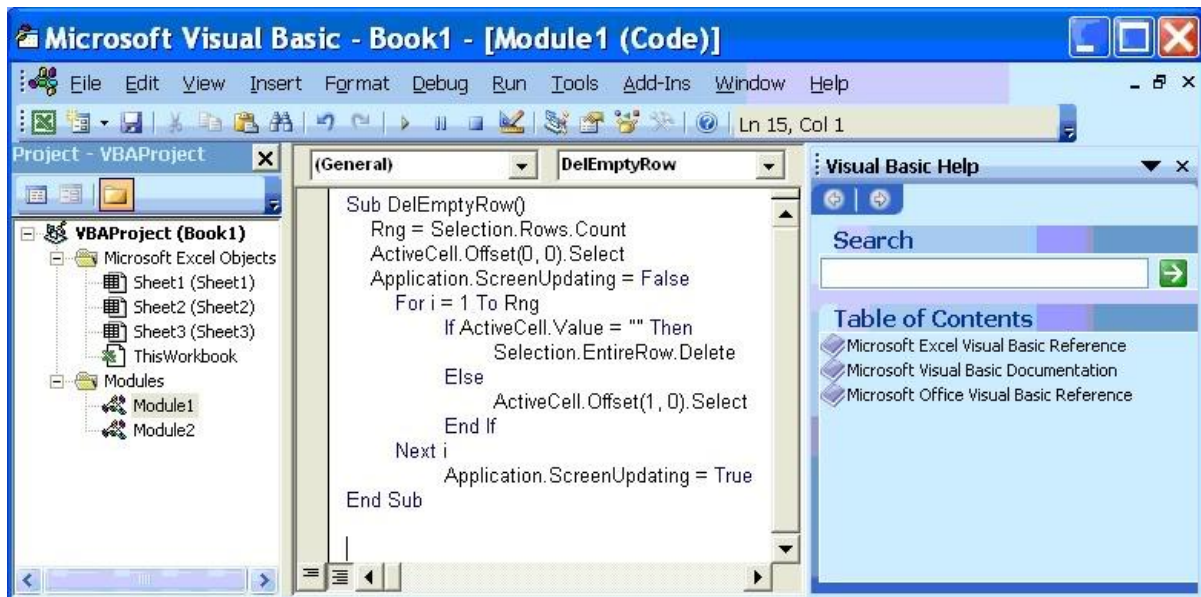 Microsoft Visual Basic - Book1 - [Module1 (Code)]
File Edit View Insert Format Debug Run Tools Add-Ins Window Help
Ln 15, Col 1
Project - VBAProject
VBAProject (Book1)
Microsoft Excel Objects
Sheet1 (Sheet1)
Sheet2 (Sheet2)
Sheet3 (Sheet3)
ThisWorkbook
Modules
Module1
Module2
(General) DelEmptyRow
Sub DelEmptyRow()
Rng = Selection.Rows.Count
ActiveCell.Offset(0, 0).Select
Application.ScreenUpdating = False
For i = 1 To Rng
If ActiveCell.Value = "" Then
Selection.EntireRow.Delete
Else
ActiveCell.Offset(1, 0).Select
End If
Next i
Application.ScreenUpdating = True
End Sub
Visual Basic Help
Search
Table of Contents
Microsoft Excel Visual Basic Reference
Microsoft Visual Basic Documentation
Microsoft Office Visual Basic Reference